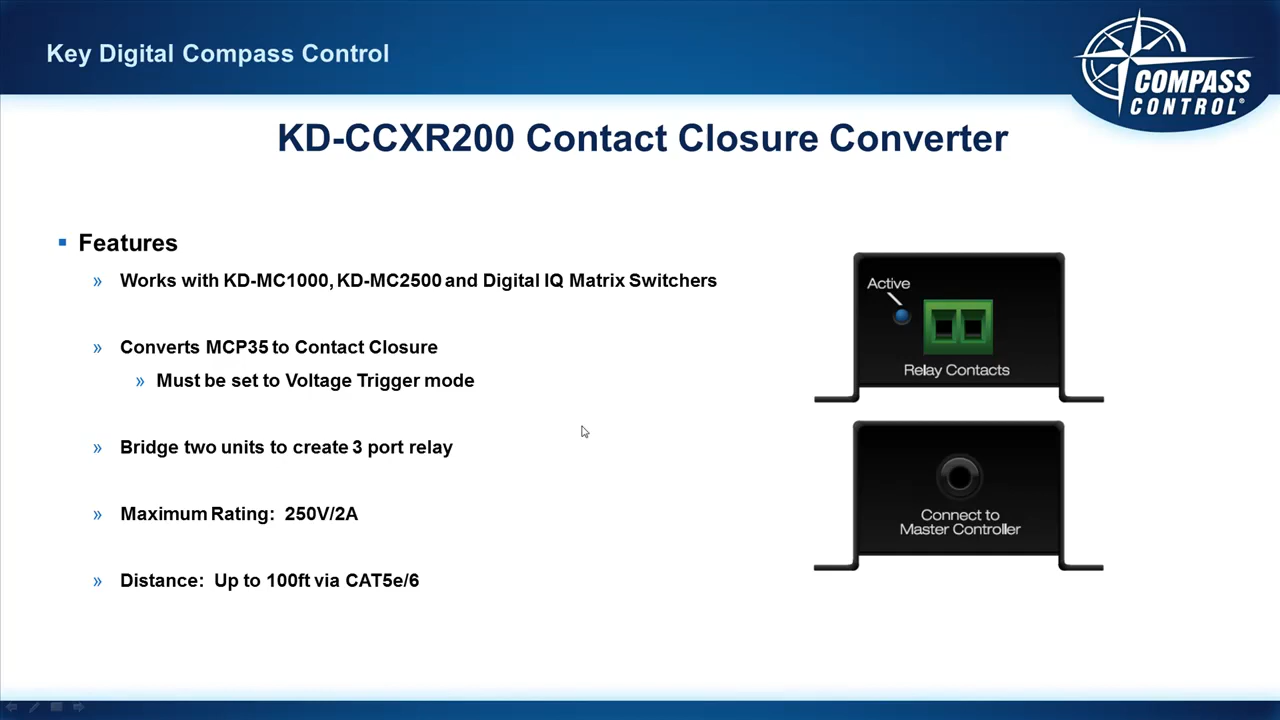 Key Digital Compass Control
COMPASS
CONTROL®
KD-CCXR200 Contact Closure Converter
Features
» Works with KD-MC1000, KD-MC2500 and Digital IQ Matrix Switchers
» Converts MCP35 to Contact Closure
» Must be set to Voltage Trigger mode
» Bridge two units to create 3 port relay
» Maximum Rating: 250V/2A
» Distance: Up to 100ft via CAT5e/6
Active
Relay Contacts
Connect to
Master Controller